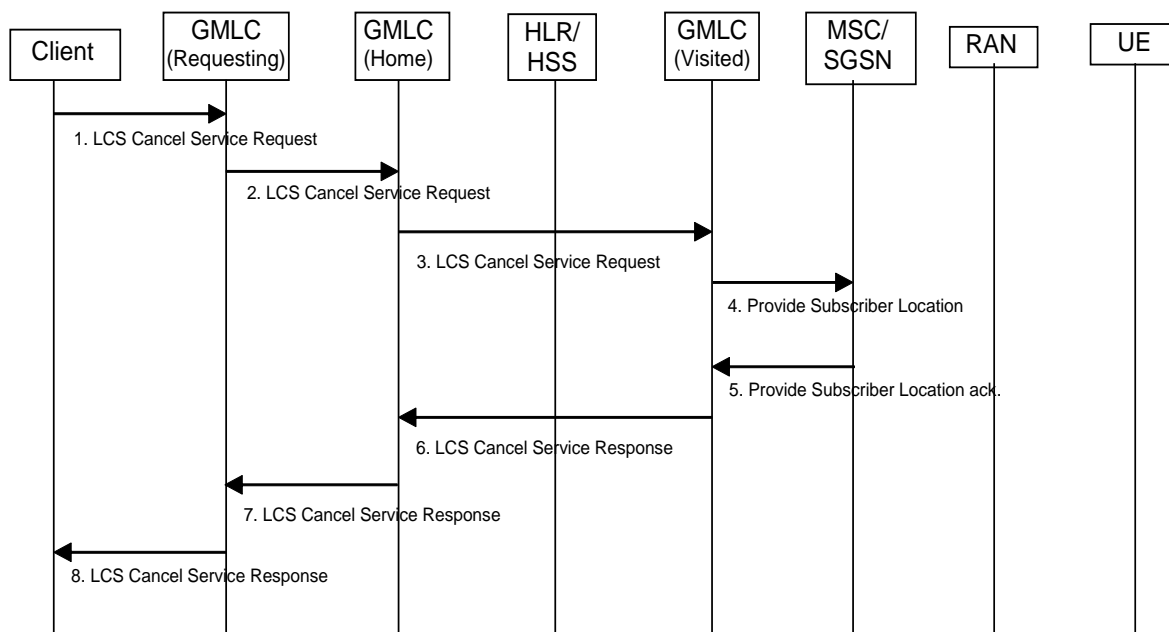 Client
GMLC
(Requesting)
GMLC
(Home)
HLR/
HSS
GMLC
(Visited)
MSC/
SGSN
RAN
UE
1. LCS Cancel Service Request
2. LCS Cancel Service Request
3. LCS Cancel Service Request
4. Provide Subscriber Location
5. Provide Subscriber Location ack.
6. LCS Cancel Service Response
7. LCS Cancel Service Response
8. LCS Cancel Service Response